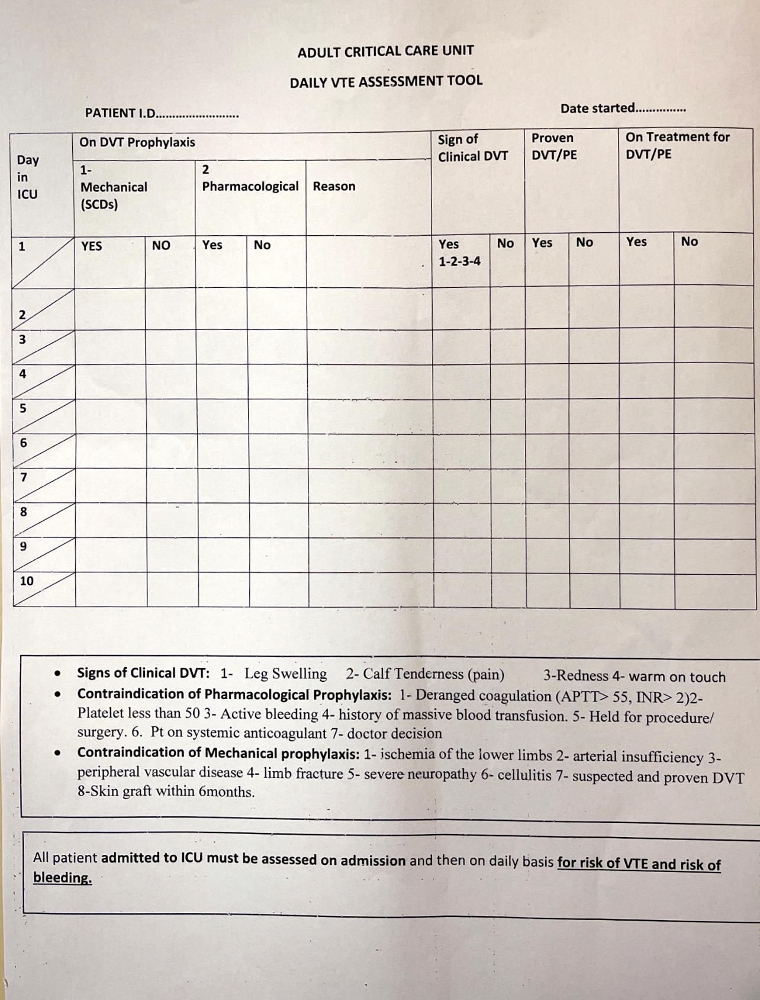 ADULT CRITICAL CARE UNIT
DAILY VTE ASSESSMENT TOOL
PATIENT I.D..........................
Date started................
Day
in
ICU
On DVT Prophylaxis
1-
Mechanical
(SCDs)
2
Pharmacological
Reason
Sign of
Clinical DVT
Proven
DVT/PE
On Treatment for
DVT/PE
1 YES NO Yes No Yes No Yes No Yes No
1-2-3-4
2
3
4
5
6
7
8
9
10
• Signs of Clinical DVT: 1- Leg Swelling 2- Calf Tenderness (pain) 3-Redness 4- warm on touch
• Contraindication of Pharmacological Prophylaxis: 1- Deranged coagulation (APTT> 55, INR> 2)2-
Platelet less than 50 3- Active bleeding 4- history of massive blood transfusion. 5- Held for procedure/
surgery. 6. Pt on systemic anticoagulant 7- doctor decision
• Contraindication of Mechanical prophylaxis: 1- ischemia of the lower limbs 2- arterial insufficiency 3-
peripheral vascular disease 4- limb fracture 5- severe neuropathy 6- cellulitis 7- suspected and proven DVT
8-Skin graft within 6months.
All patient admitted to ICU must be assessed on admission and then on daily basis for risk of VTE and risk of
bleeding.